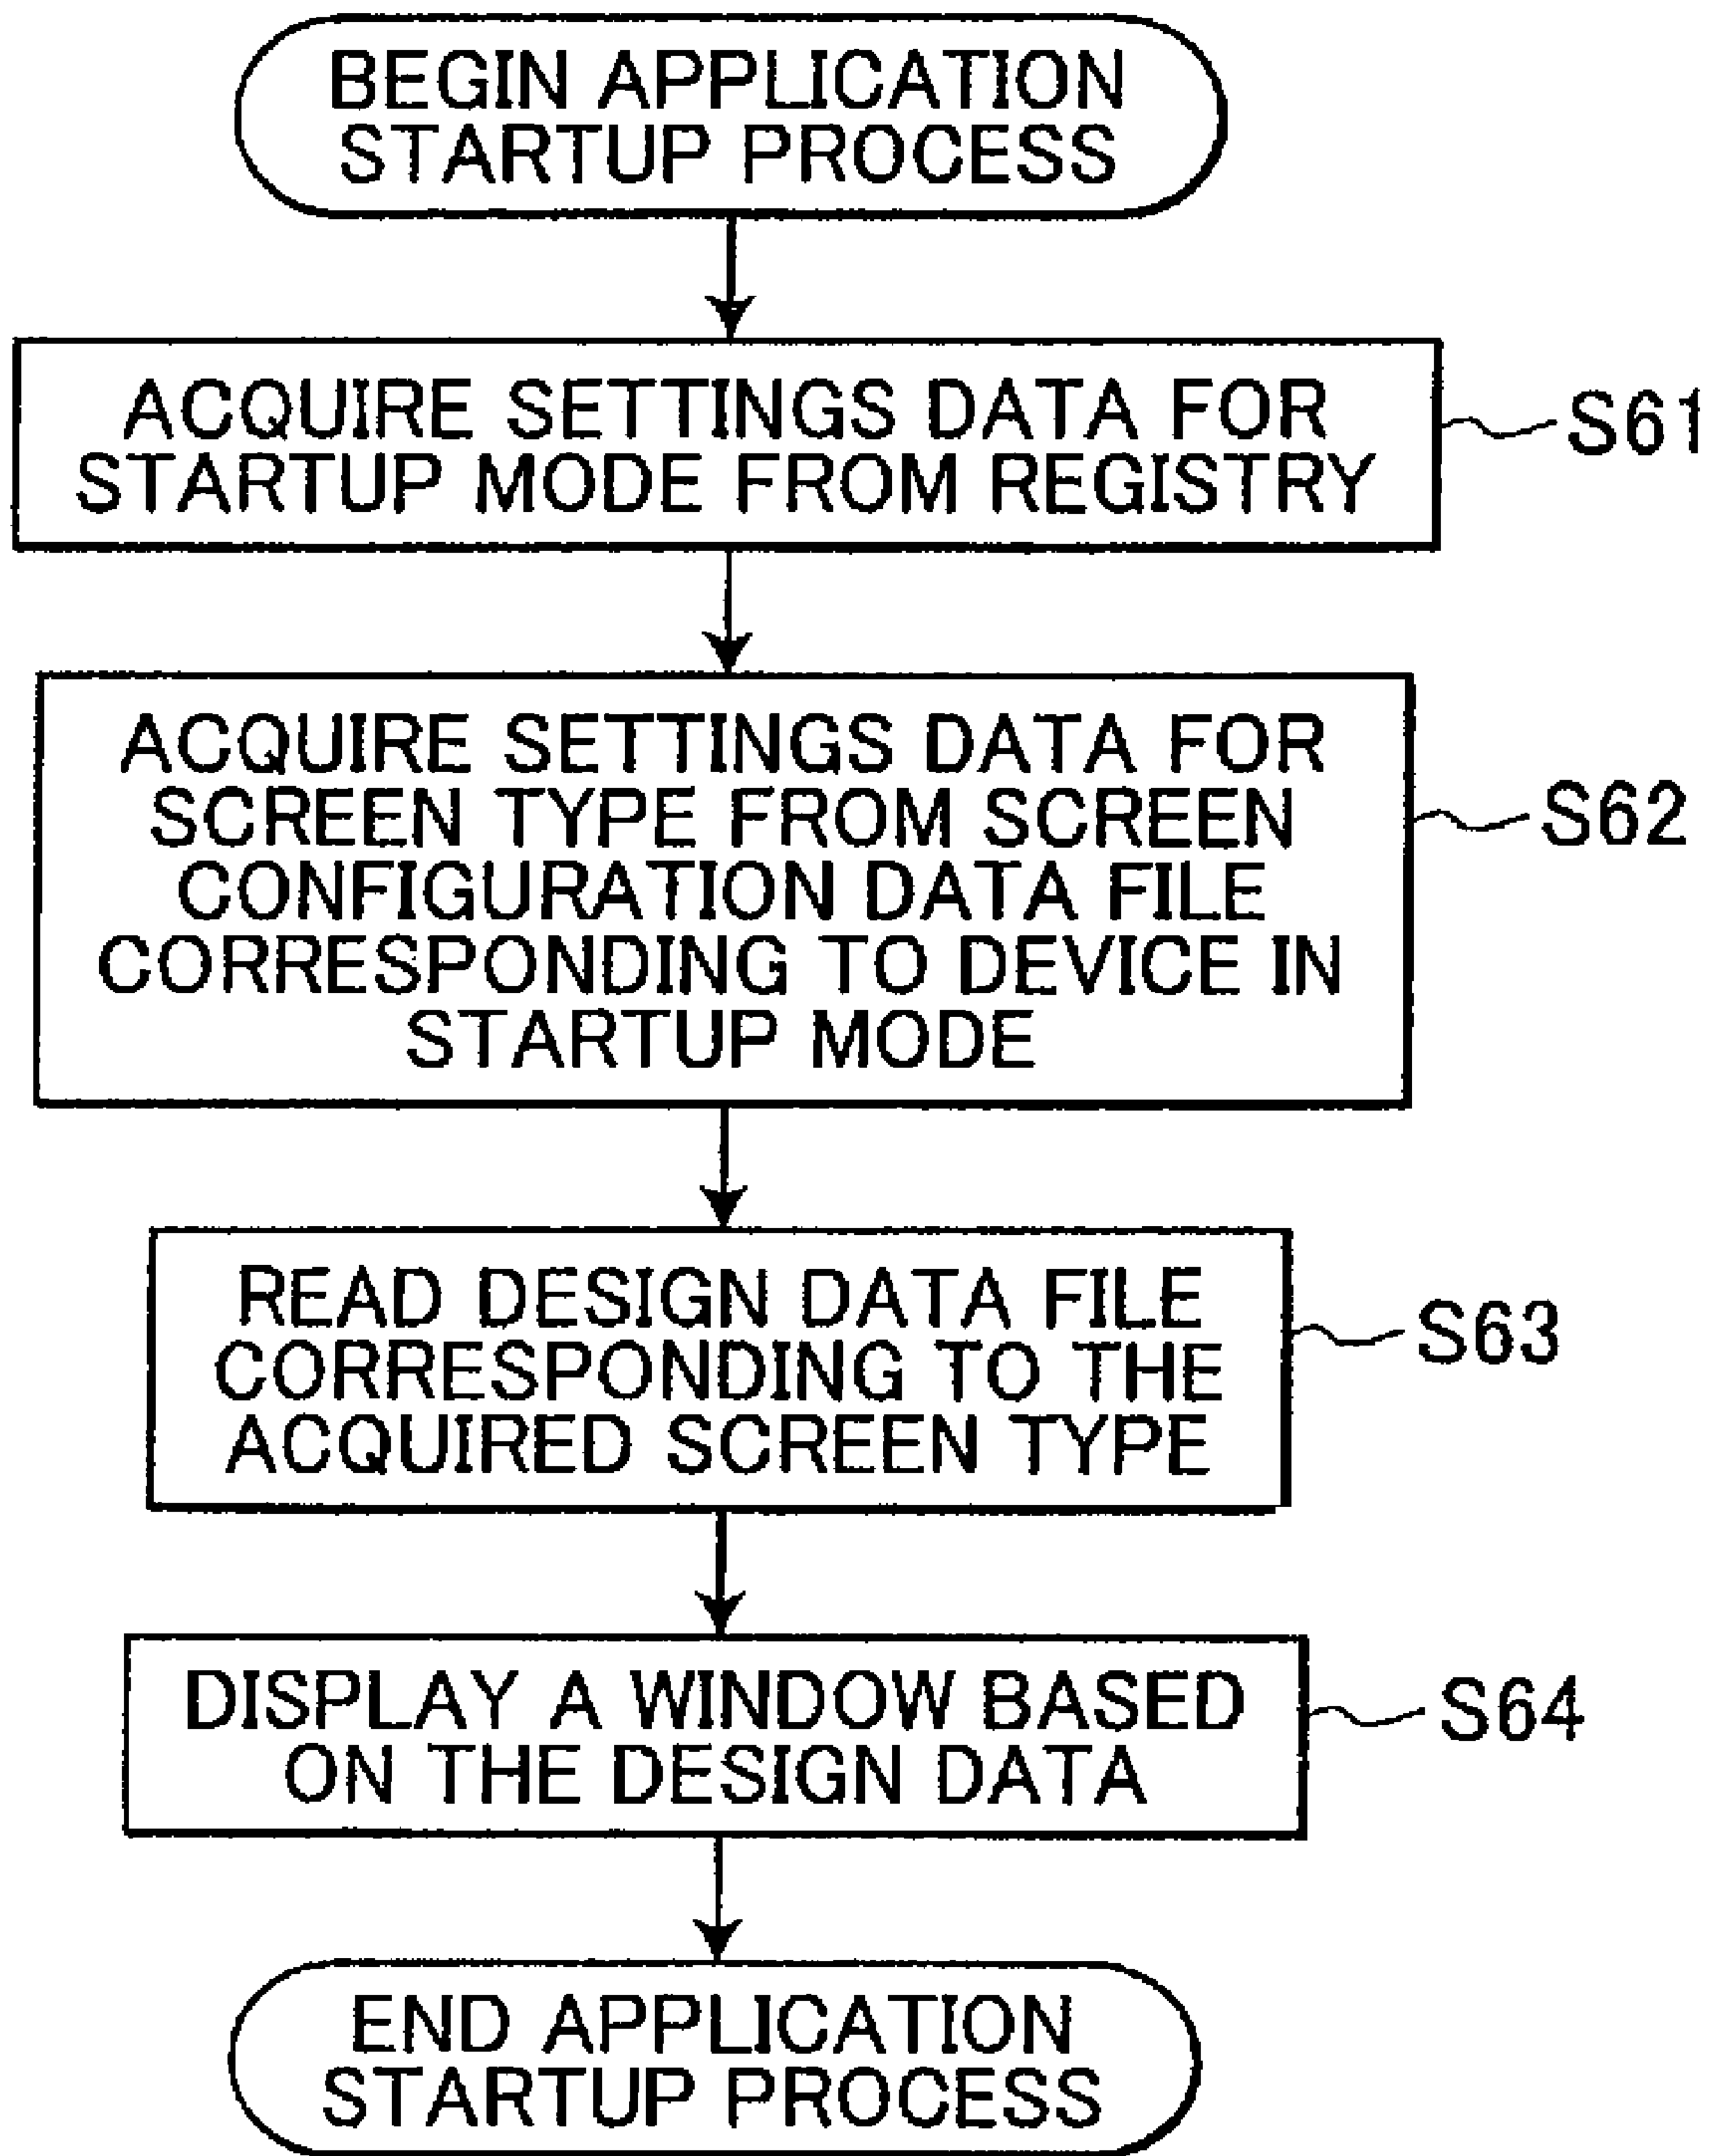 BEGIN APPLICATION
STARTUP PROCESS
ACQUIRE SETTINGS DATA FOR
STARTUP MODE FROM REGISTRY
S61
ACQUIRE SETTINGS DATA FOR
SCREEN TYPE FROM SCREEN
CONFIGURATION DATA FILE
CORRESPONDING TO DEVICE IN
STARTUP MODE
S62
READ DESIGN DATA FILE
CORRESPONDING TO THE
ACQUIRED SCREEN TYPE
S63
DISPLAY A WINDOW BASED
ON THE DESIGN DATA
S64
END APPLICATION
STARTUP PROCESS